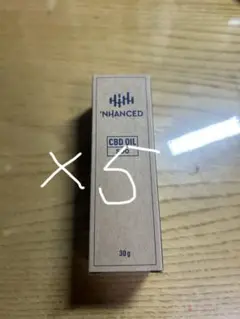 'NHANCED
CBD OIL
×5
30g